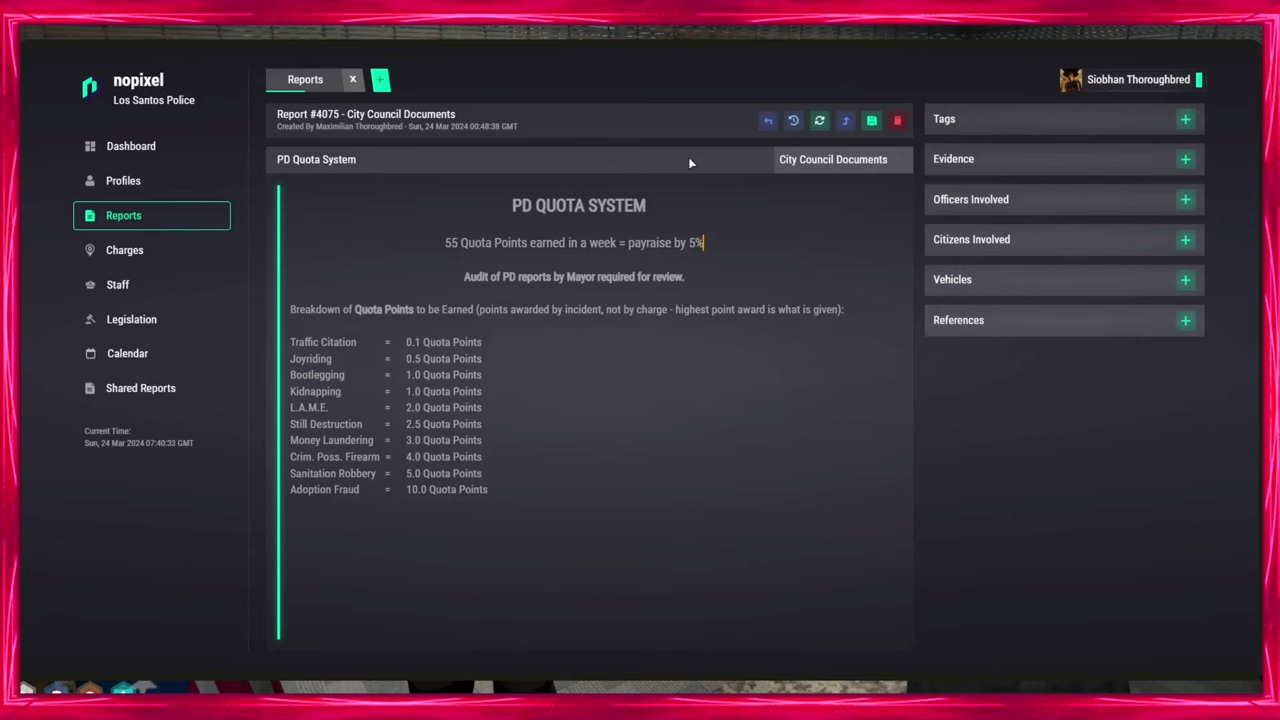 nopixel
Los Santos Police
Dashboard
Profiles
Reports
Charges
Staff
Legislation
Calendar
Shared Reports
Current Time:
Sun, 24 Mar 2024 07:40:33 GMT
Reports x +
Siobhan Thoroughbred
Report #4075 - City Council Documents
Created By Maximilian Thoroughbred - Sun, 24 Mar 2024 00:48:38 GMT
PD Quota System City Council Documents
PD QUOTA SYSTEM
55 Quota Points earned in a week = payraise by 5%
Audit of PD reports by Mayor required for review.
Breakdown of Quota Points to be Earned (points awarded by incident, not by charge - highest point award is what is given):
Traffic Citation = 0.1 Quota Points
Joyriding = 0.5 Quota Points
Bootlegging = 1.0 Quota Points
Kidnapping = 1.0 Quota Points
L.A.M.E. = 2.0 Quota Points
Still Destruction = 2.5 Quota Points
Money Laundering = 3.0 Quota Points
Crim. Poss. Firearm = 4.0 Quota Points
Sanitation Robbery = 5.0 Quota Points
Adoption Fraud = 10.0 Quota Points
Tags +
Evidence +
Officers Involved +
Citizens Involved +
Vehicles +
References +